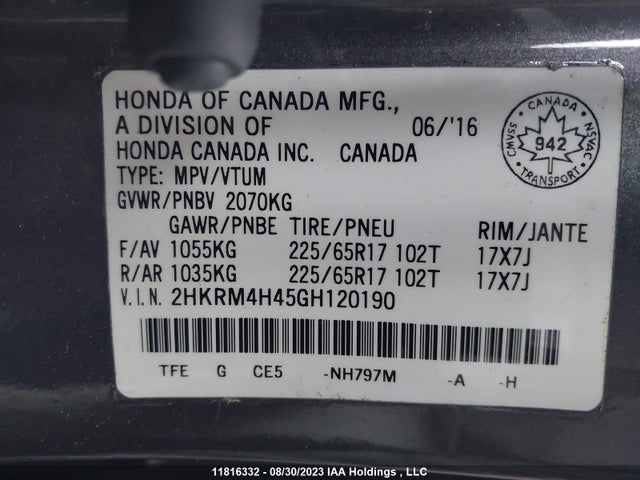 HONDA OF CANADA MFG.,
A DIVISION OF 06/'16
HONDA CANADA INC. CANADA
TYPE: MPV/VTUM
GVWR/PNBV 2070KG
GAWR/PNBE TIRE/PNEU RIM/JANTE
F/AV 1055KG 225/65R17 102T 17X7J
R/AR 1035KG 225/65R17 102T 17X7J
V.I.N. 2HKRM4H45GH120190
TFE G CE5 -NH797M -A -H
CANADA
CMVSS 942 NSVAC
TRANSPORT
11816332 - 08/30/2023 IAA Holdings , LLC